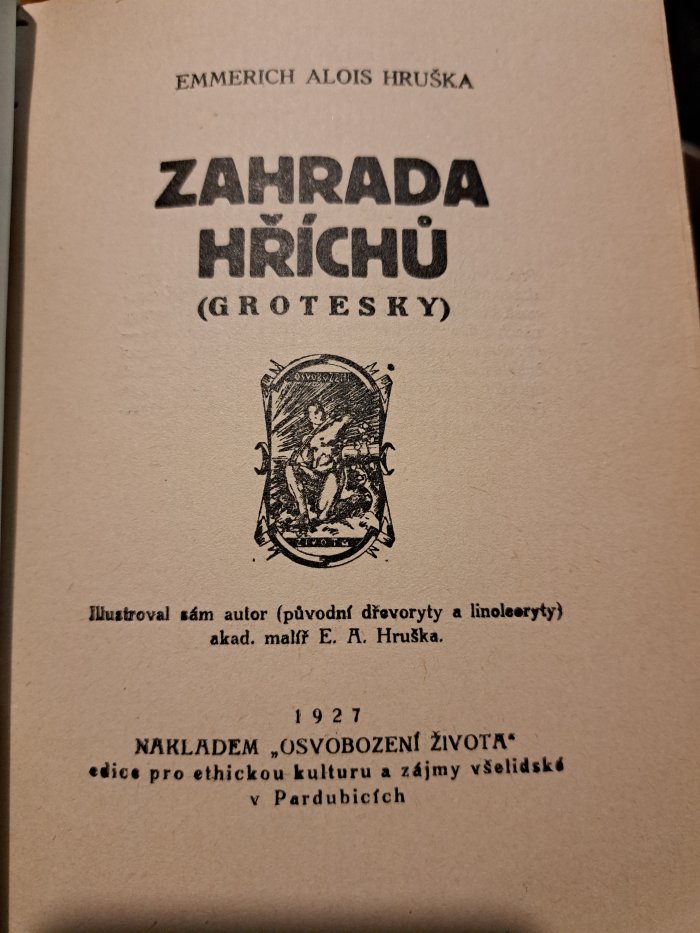 EMMERICH ALOIS HRUŠKA
ZAHRADA
HŘÍCHŮ
(GROTESKY)
OSVOBOZENÍ
ŽIVOTA
Illustroval sám autor (původní dřevoryty a linoleoryty)
akad. malíř E. A. Hruška.
1927
NAKLADEM „OSVOBOZENÍ ŽIVOTA“
edice pro ethickou kulturu a zájmy všelidské
v Pardubicích